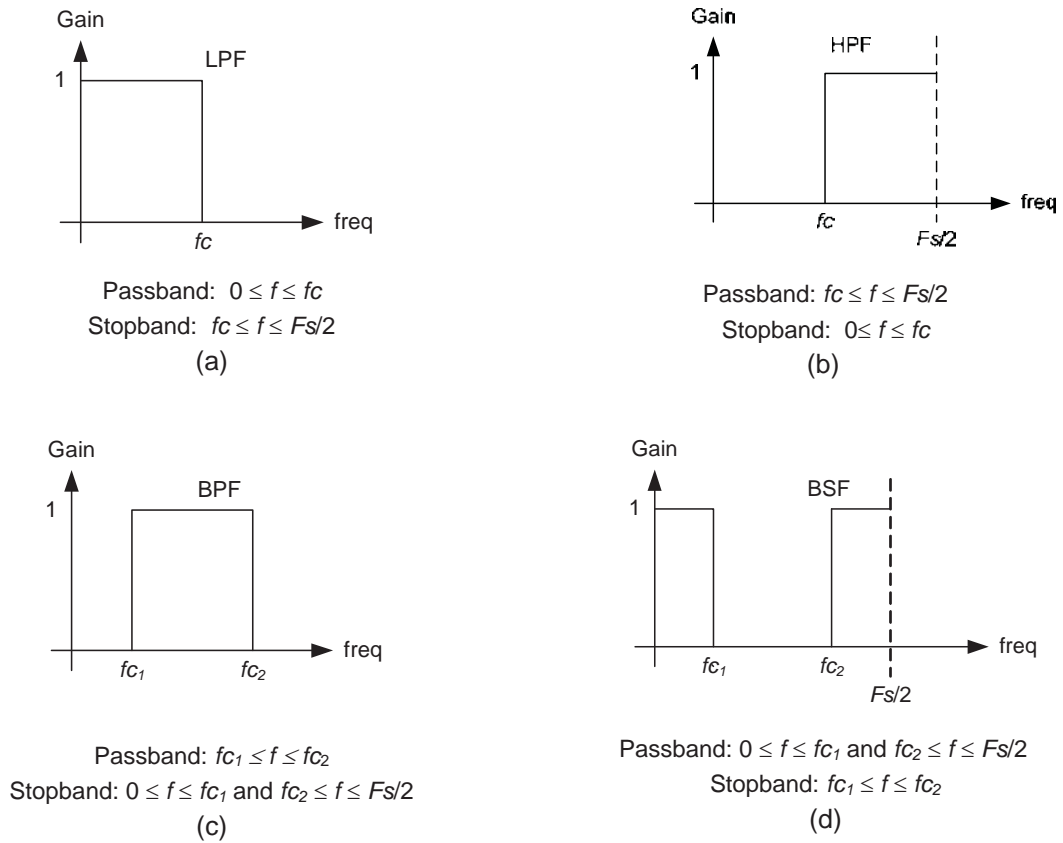 Gain
LPF
1
freq
fc
Passband: 0 ≤ f ≤ fc
Stopband: fc ≤ f ≤ Fs/2
(a)
Gain
HPF
1
freq
fc
Fs/2
Passband: fc ≤ f ≤ Fs/2
Stopband: 0≤ f ≤ fc
(b)
Gain
BPF
1
freq
fc₁
fc₂
Passband: fc₁ ≤ f ≤ fc₂
Stopband: 0 ≤ f ≤ fc₁ and fc₂ ≤ f ≤ Fs/2
(c)
Gain
BSF
1
freq
fc₁
fc₂
Fs/2
Passband: 0 ≤ f ≤ fc₁ and fc₂ ≤ f ≤ Fs/2
Stopband: fc₁ ≤ f ≤ fc₂
(d)